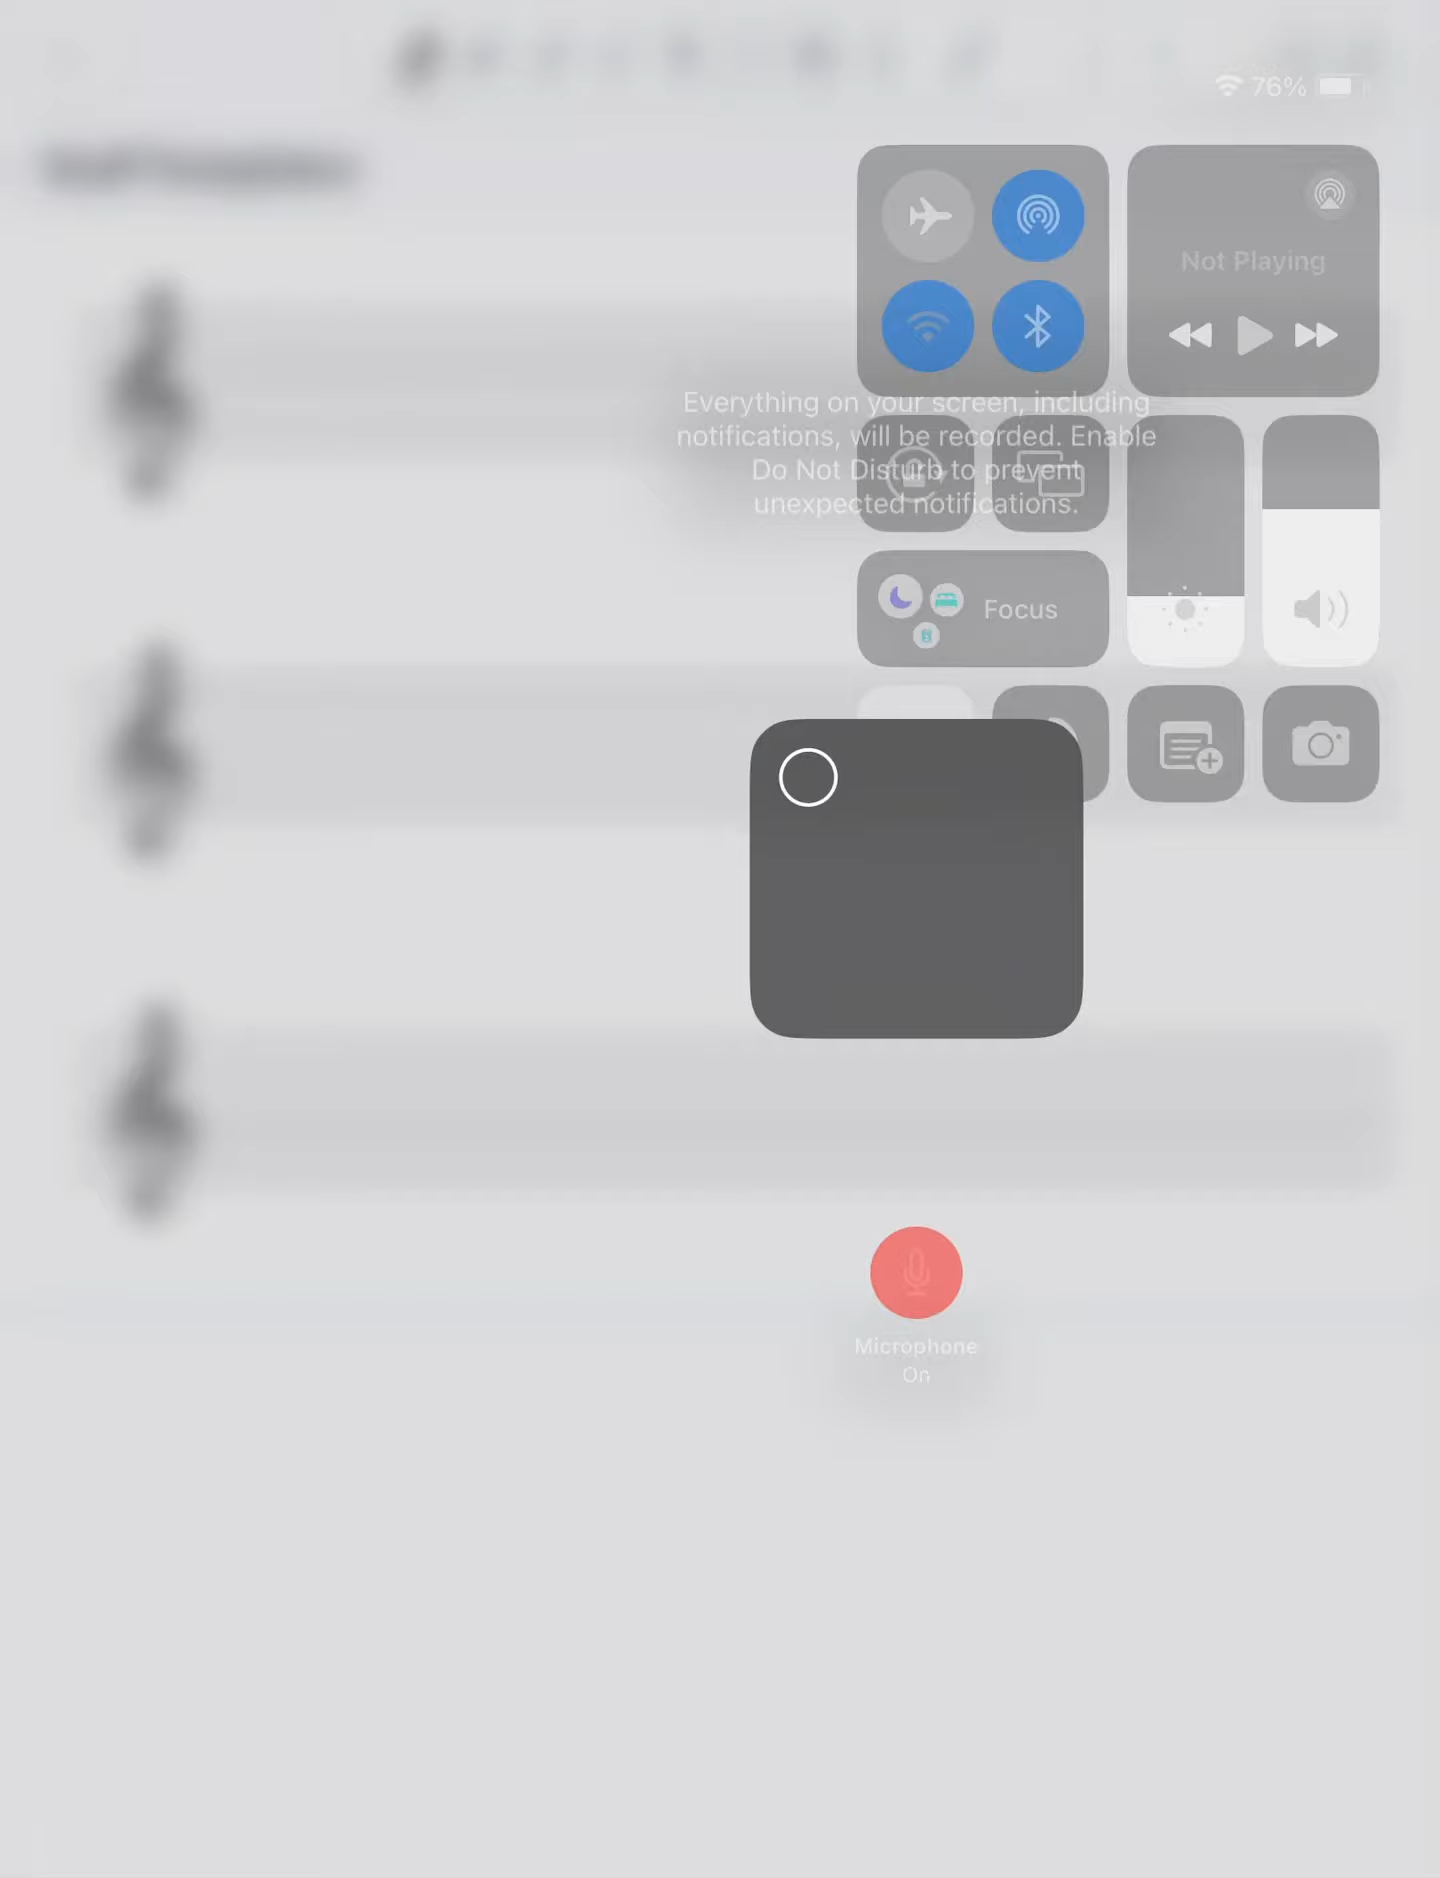 76%
Not Playing
Everything on your screen, including
notifications, will be recorded. Enable
Do Not Disturb to prevent
unexpected notifications.
Focus
Microphone
On